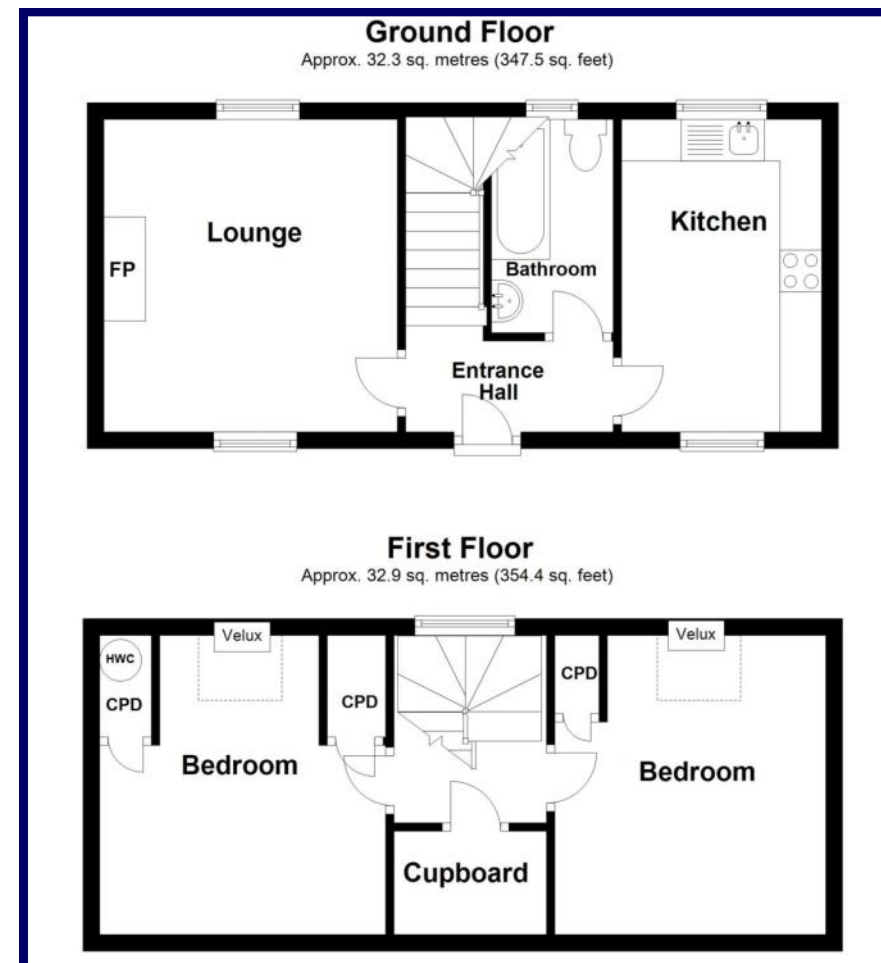 Ground Floor
Approx. 32.3 sq. metres (347.5 sq. feet)
Lounge
Kitchen
FP
Bathroom
Entrance
Hall
First Floor
Approx. 32.9 sq. metres (354.4 sq. feet)
Velux
Velux
HWC
CPD
CPD
CPD
Bedroom
Bedroom
Cupboard